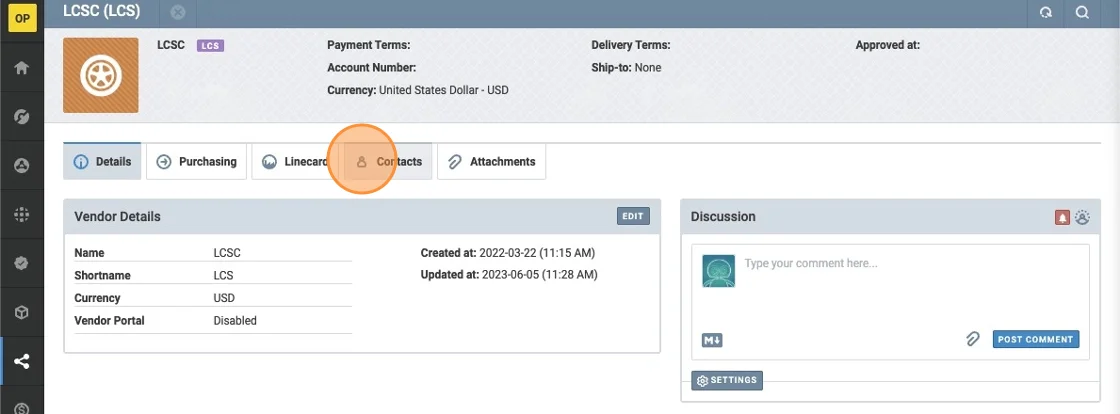 OP
LCSC (LCS)
LCSC LCS
Payment Terms:
Account Number:
Currency: United States Dollar - USD
Delivery Terms:
Ship-to: None
Approved at:
Details
Purchasing
Linecard
Contacts
Attachments
Vendor Details
EDIT
Name LCSC
Shortname LCS
Currency USD
Vendor Portal Disabled
Created at: 2022-03-22 (11:15 AM)
Updated at: 2023-06-05 (11:28 AM)
Discussion
Type your comment here...
M
POST COMMENT
SETTINGS